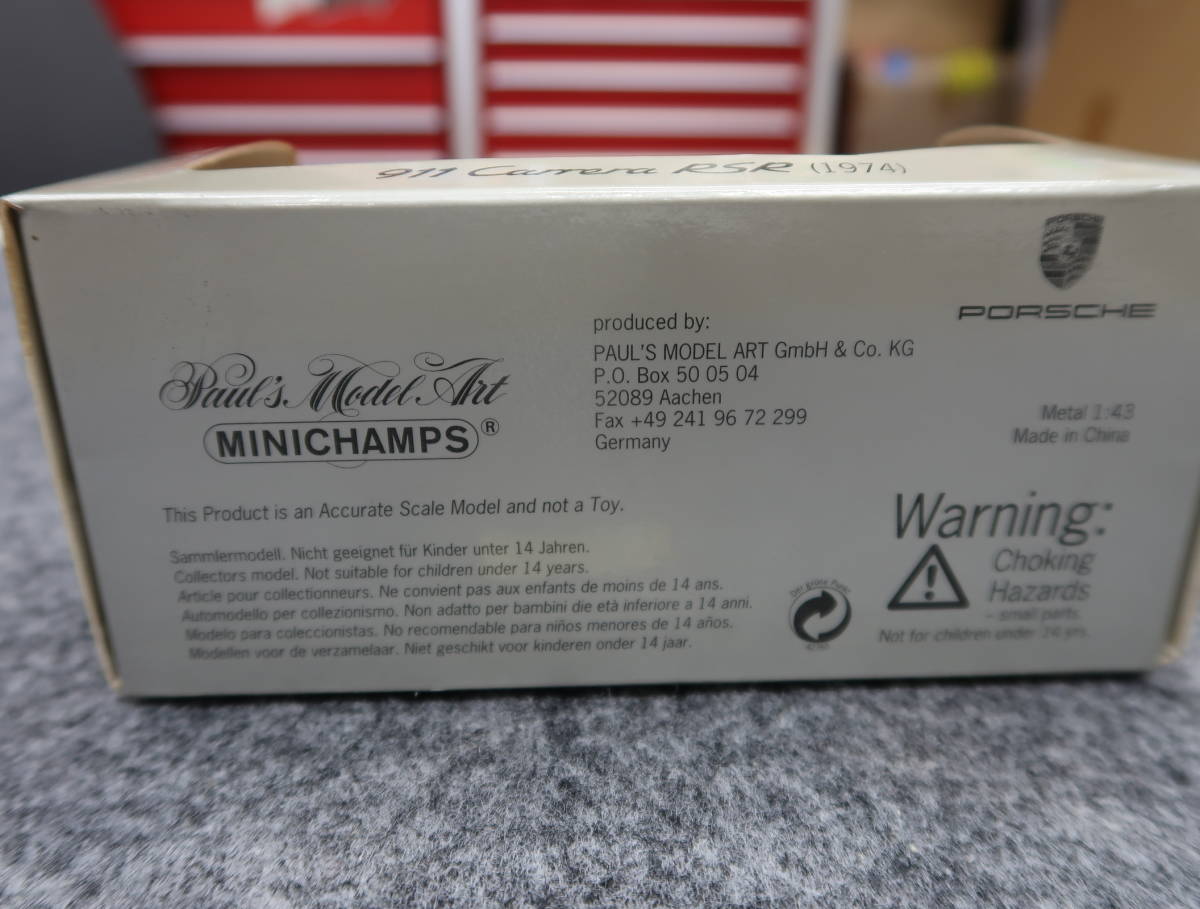 911 Carrera RSR (1974)
PORSCHE
PORSCHE
produced by:
PAUL'S MODEL ART GmbH & Co. KG
P.O. Box 50 05 04
52089 Aachen
Fax +49 241 96 72 299
Germany
Paul's Model Art
MINICHAMPS®
Metal 1:43
Made in China
This Product is an Accurate Scale Model and not a Toy.
Sammlermodell. Nicht geeignet für Kinder unter 14 Jahren.
Collectors model. Not suitable for children under 14 years.
Article pour collectionneurs. Ne convient pas aux enfants de moins de 14 ans.
Automodello per collezionismo. Non adatto per bambini die età inferiore a 14 anni.
Modelo para coleccionistas. No recomendable para niños menores de 14 años.
Modellen voor de verzamelaar. Niet geschikt voor kinderen onder 14 jaar.
Der grüne Punkt
Warning:
Choking
Hazards
- small parts.
Not for children under 14 yrs.